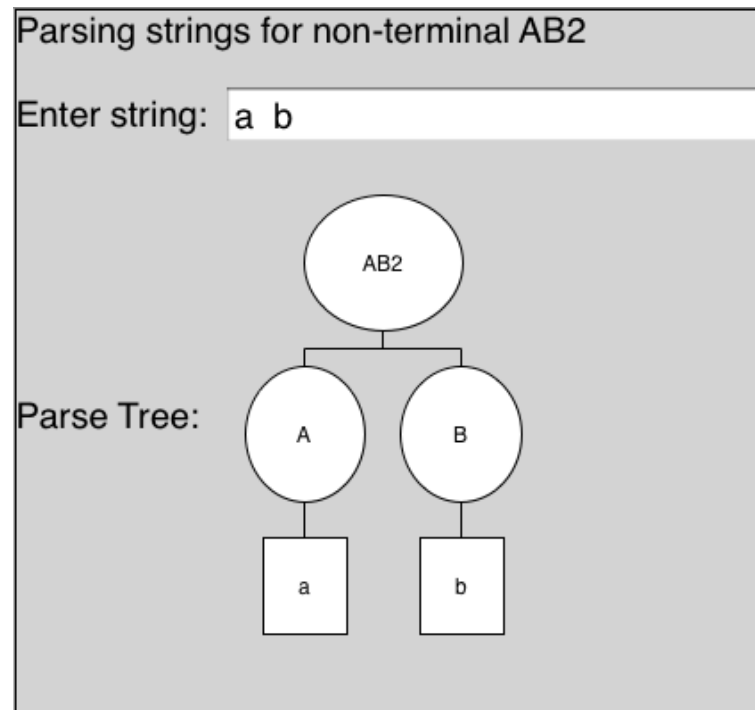 Parsing strings for non-terminal AB2
Enter string: a b
AB2
Parse Tree:
A B
a b